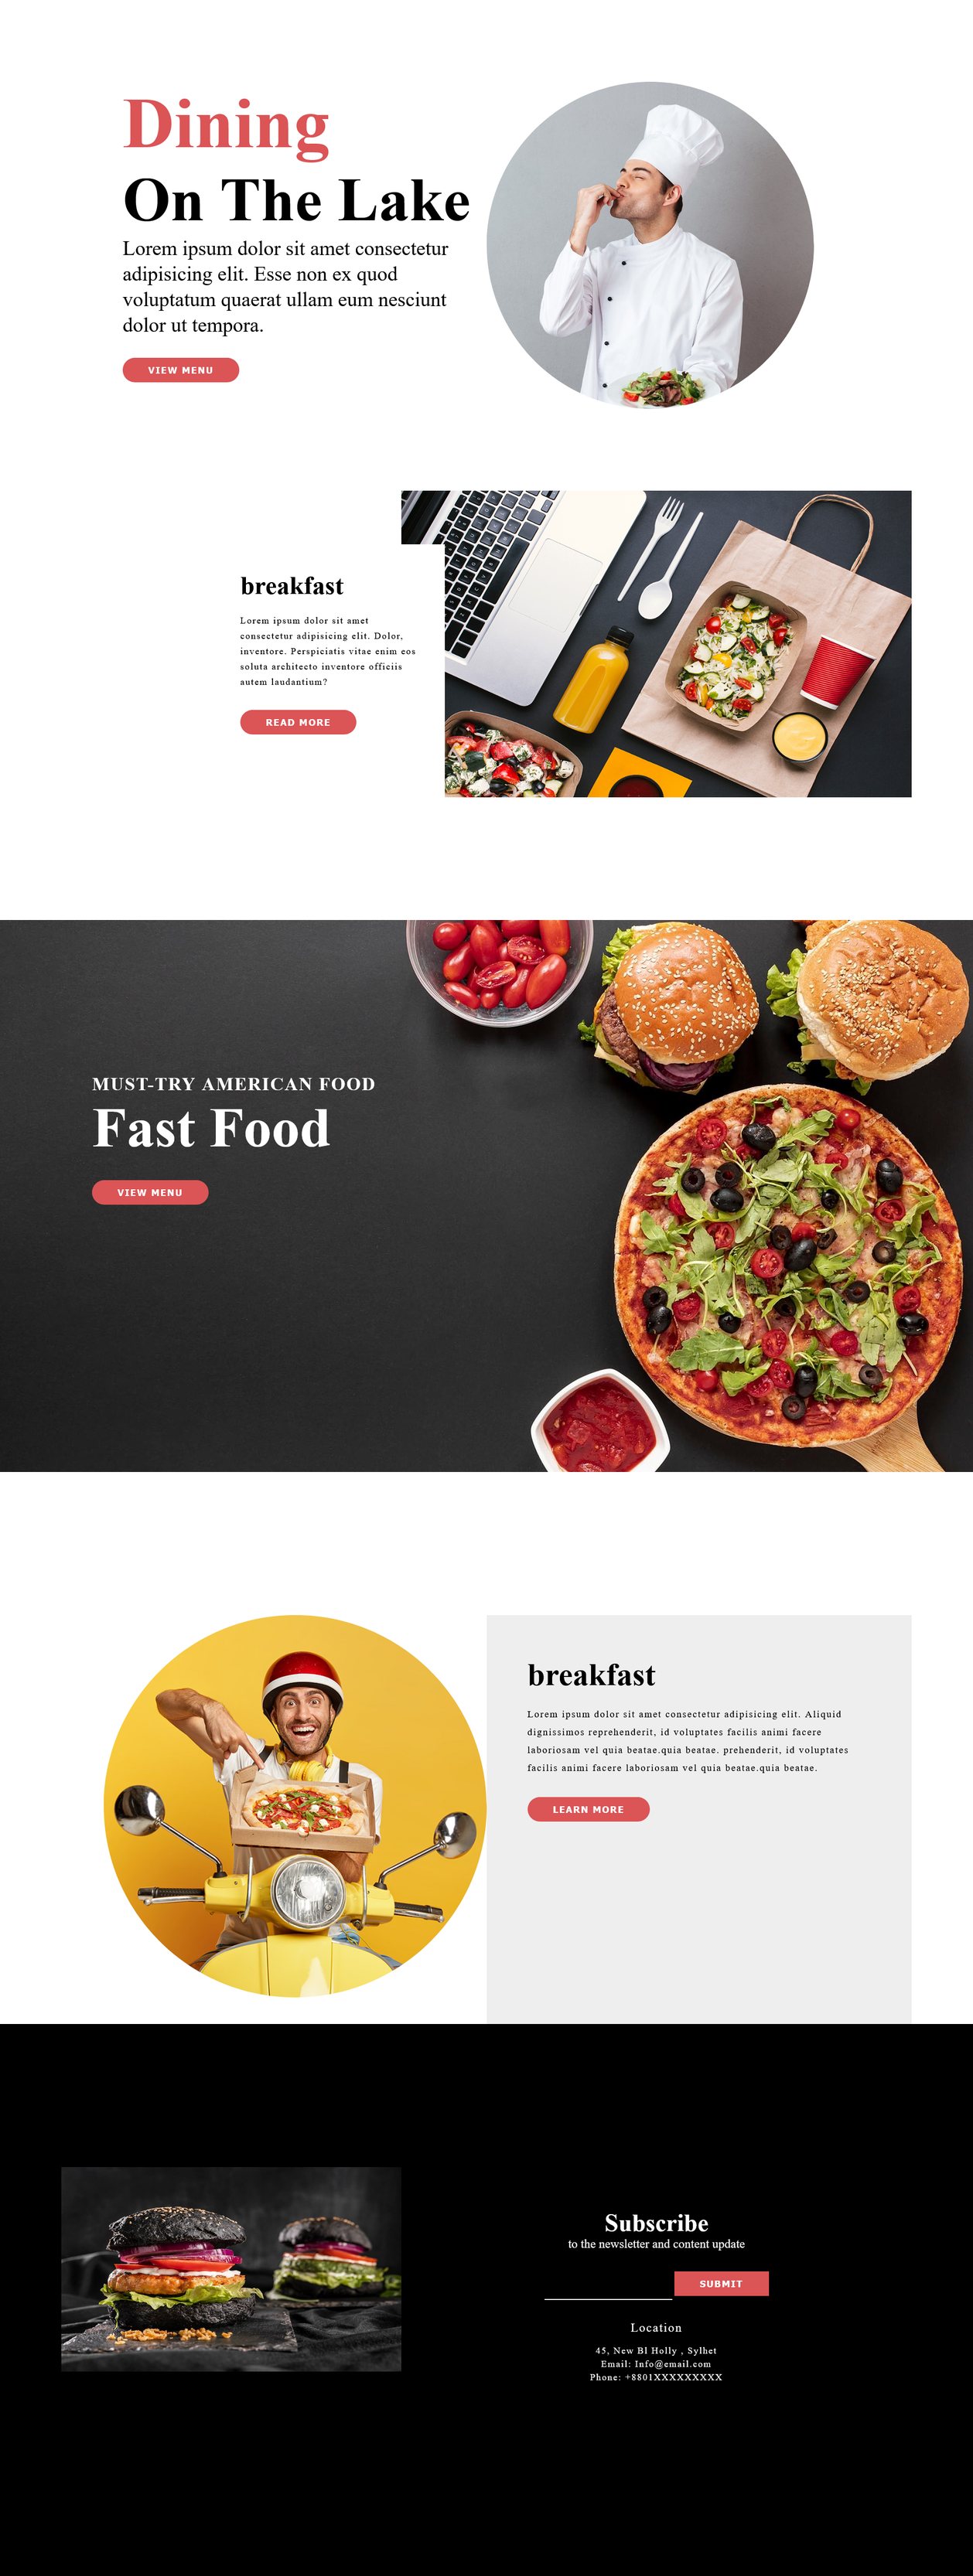 Dining
On The Lake
Lorem ipsum dolor sit amet consectetur
adipisicing elit. Esse non ex quod
voluptatum quaerat ullam eum nesciunt
dolor ut tempora.
VIEW MENU
breakfast
Lorem ipsum dolor sit amet
consectetur adipisicing elit. Dolor,
inventore. Perspiciatis vitae enim eos
soluta architecto inventore officiis
autem laudantium?
READ MORE
MUST-TRY AMERICAN FOOD
Fast Food
VIEW MENU
breakfast
Lorem ipsum dolor sit amet consectetur adipisicing elit. Aliquid
dignissimos reprehenderit, id voluptates facilis animi facere
laboriosam vel quia beatae.quia beatae. prehenderit, id voluptates
facilis animi facere laboriosam vel quia beatae.quia beatae.
LEARN MORE
Subscribe
to the newsletter and content update
SUBMIT
Location
45, New Bl Holly , Sylhet
Email: Info@email.com
Phone: +8801XXXXXXXXX